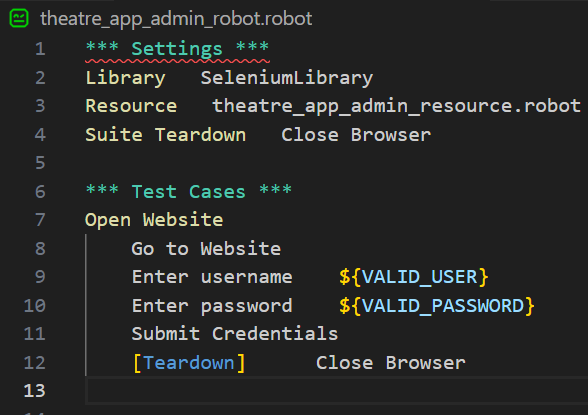 theatre_app_admin_robot.robot
1 *** Settings ***
2 Library   SeleniumLibrary
3 Resource   theatre_app_admin_resource.robot
4 Suite Teardown   Close Browser
5
6 *** Test Cases ***
7 Open Website
8     Go to Website
9     Enter username    ${VALID_USER}
10     Enter password    ${VALID_PASSWORD}
11     Submit Credentials
12     [Teardown]      Close Browser
13